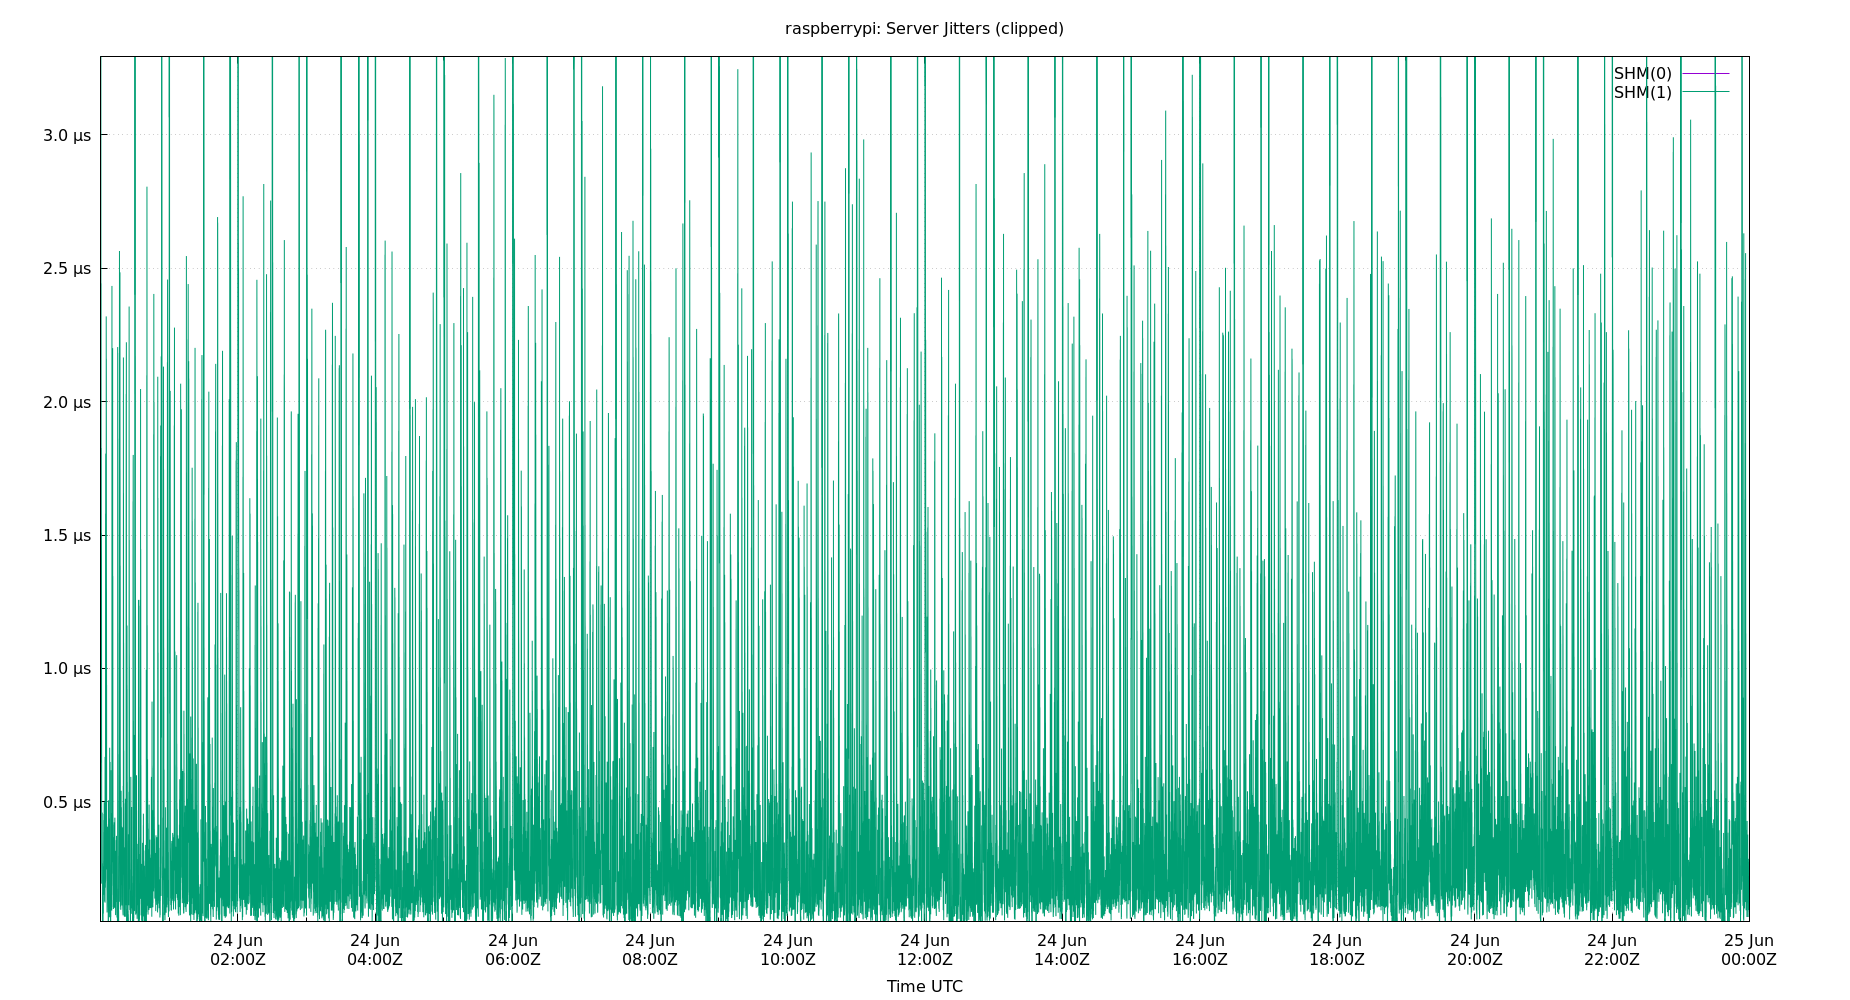 raspberrypi: Server Jitters (clipped)
SHM(0)
SHM(1)
3.0 µs
2.5 µs
2.0 µs
1.5 µs
1.0 µs
0.5 µs
24 Jun 24 Jun 24 Jun 24 Jun 24 Jun 24 Jun 24 Jun 24 Jun 24 Jun 24 Jun 24 Jun 25 Jun
02:00Z 04:00Z 06:00Z 08:00Z 10:00Z 12:00Z 14:00Z 16:00Z 18:00Z 20:00Z 22:00Z 00:00Z
Time UTC